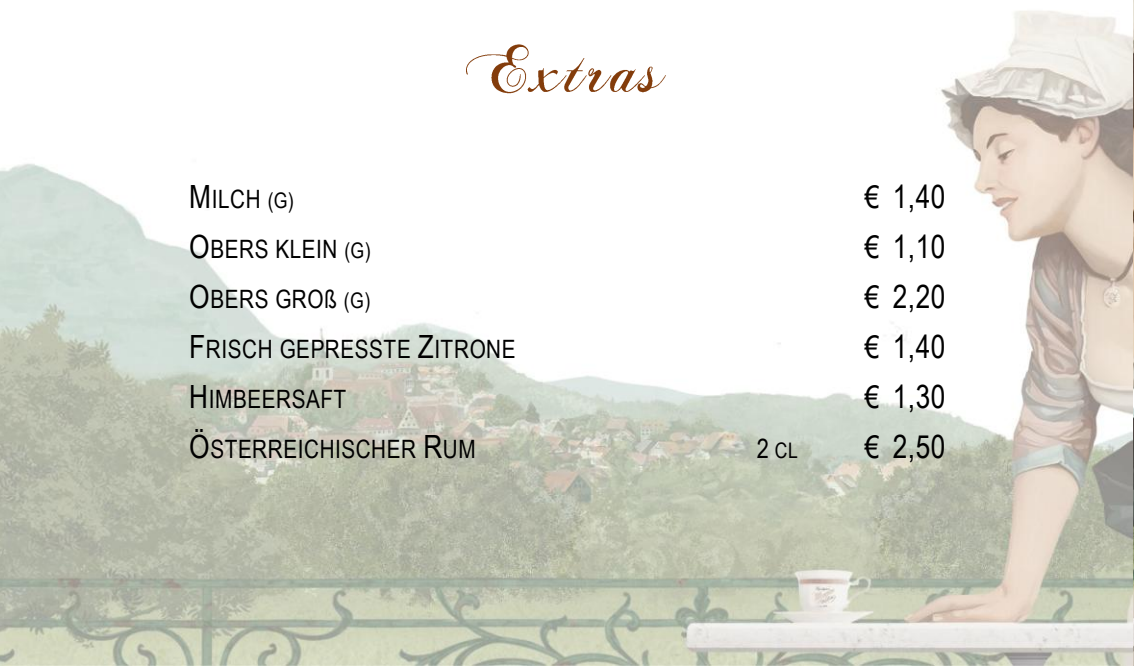 Extras
MILCH (G) € 1,40
OBERS KLEIN (G) € 1,10
OBERS GROß (G) € 2,20
FRISCH GEPRESSTE ZITRONE € 1,40
HIMBEERSAFT € 1,30
ÖSTERREICHISCHER RUM 2 CL € 2,50